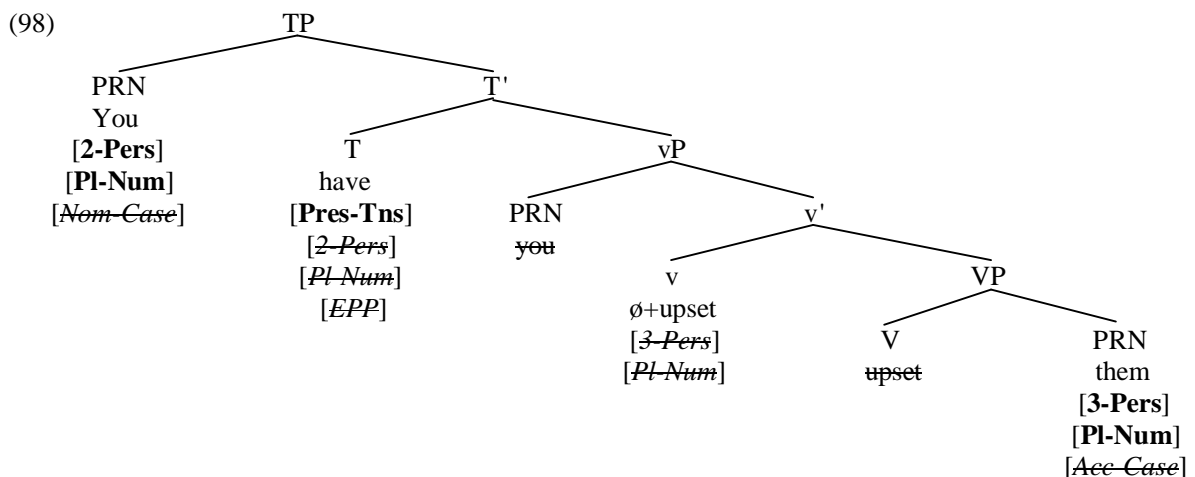 (98) TP
PRN T'
You
[2-Pers] T vP
[Pl-Num] have
[Nom-Case] [Pres-Tns] PRN v'
[2-Pers] you
[Pl-Num] v VP
[EPP] ø+upset
[3-Pers] V PRN
[Pl-Num] upset them
[3-Pers]
[Pl-Num]
[Acc-Case]